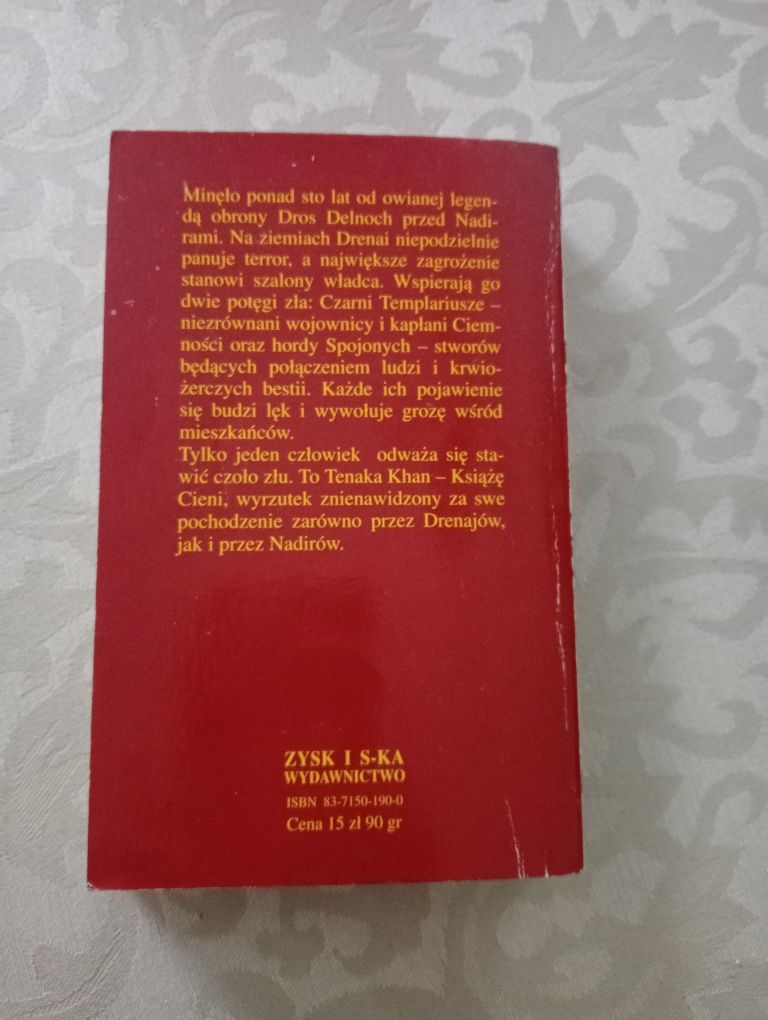 Minęło ponad sto lat od owianej legen-
dą obrony Dros Delnoch przed Nadi-
rami. Na ziemiach Drenai niepodzielnie
panuje terror, a największe zagrożenie
stanowi szalony władca. Wspierają go
dwie potęgi zła: Czarni Templariusze –
niezrównani wojownicy i kapłani Ciem-
ności oraz hordy Spojonych – stworów
będących połączeniem ludzi i krwio-
żerczych bestii. Każde ich pojawienie
się budzi lęk i wywołuje grozę wśród
mieszkańców.
Tylko jeden człowiek odważa się sta-
wić czoło złu. To Tenaka Khan – Książę
Cieni, wyrzutek znienawidzony za swe
pochodzenie zarówno przez Drenajów,
jak i przez Nadirów.
ZYSK I S-KA
WYDAWNICTWO
ISBN 83-7150-190-0
Cena 15 zł 90 gr